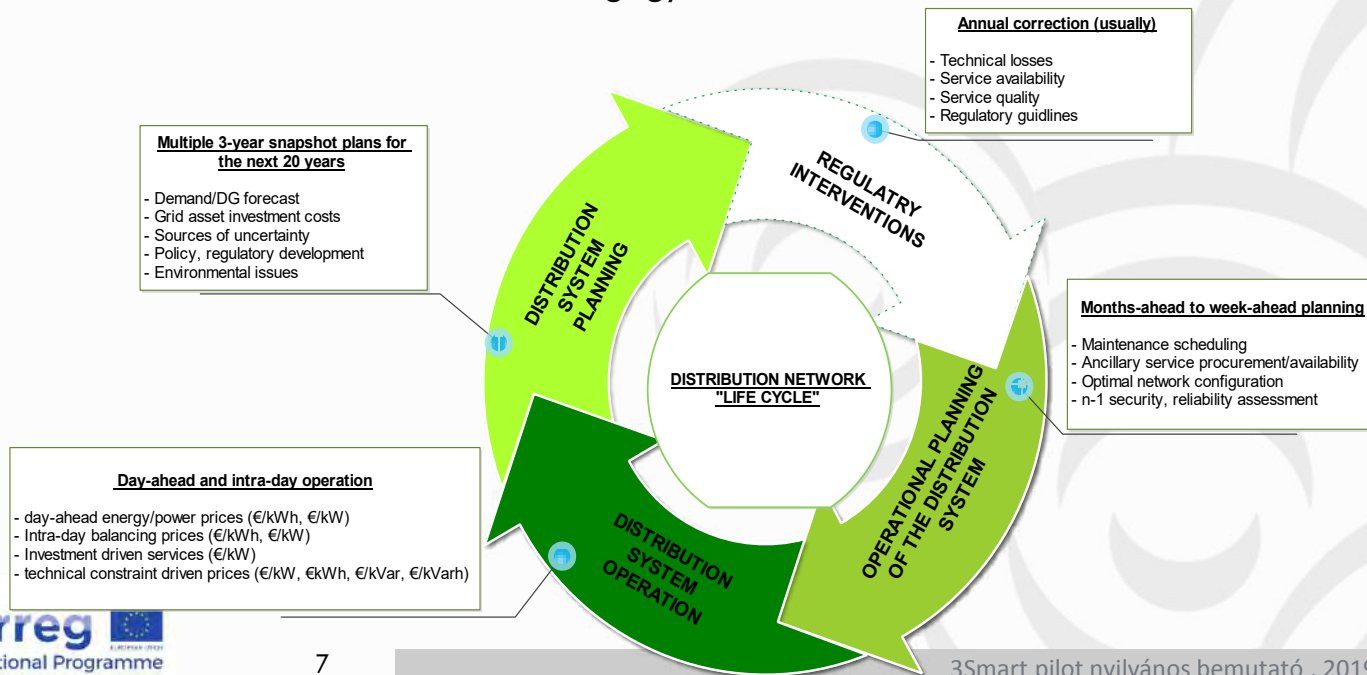 Annual correction (usually)
- Technical losses
- Service availability
- Service quality
- Regulatory guidlines
Multiple 3-year snapshot plans for
the next 20 years
- Demand/DG forecast
- Grid asset investment costs
- Sources of uncertainty
- Policy, regulatory development
- Environmental issues
REGULATRY
INTERVENTIONS
DISTRIBUTION
SYSTEM
PLANNING
Months-ahead to week-ahead planning
- Maintenance scheduling
- Ancillary service procurement/availability
- Optimal network configuration
- n-1 security, reliability assessment
DISTRIBUTION NETWORK
"LIFE CYCLE"
OPERATIONAL PLANNING
OF THE DISTRIBUTION
SYSTEM
Day-ahead and intra-day operation
- day-ahead energy/power prices (€/kWh, €/kW)
- Intra-day balancing prices (€/kWh, €/kW)
- Investment driven services (€/kW)
- technical constraint driven prices (€/kW, €kWh, €/kVar, €/kVarh)
DISTRIBUTION
SYSTEM
OPERATION
rreg
EUROPEAN UNION
tional Programme
7
3Smart pilot nyilvános bemutató , 2019